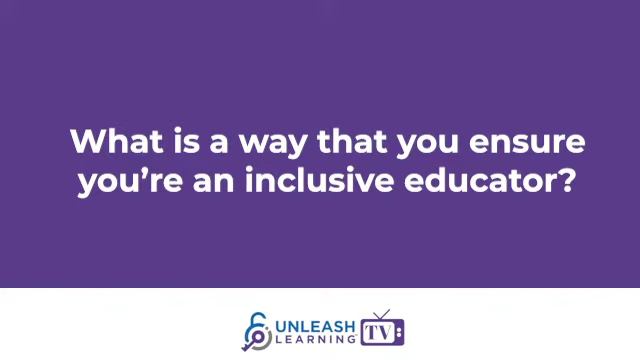 What is a way that you ensure
you're an inclusive educator?
UNLEASH
LEARNING
TV